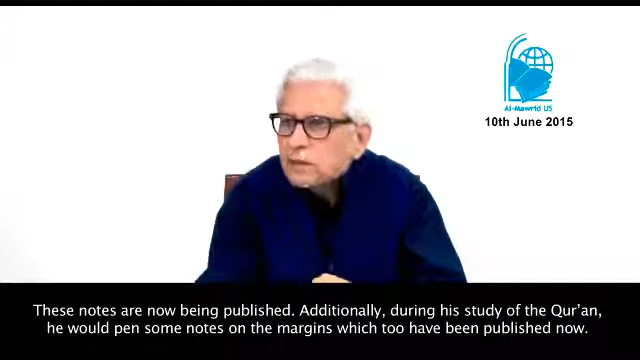 Al-Mawrid US
10th June 2015
These notes are now being published. Additionally, during his study of the Qur’an,
he would pen some notes on the margins which too have been published now.